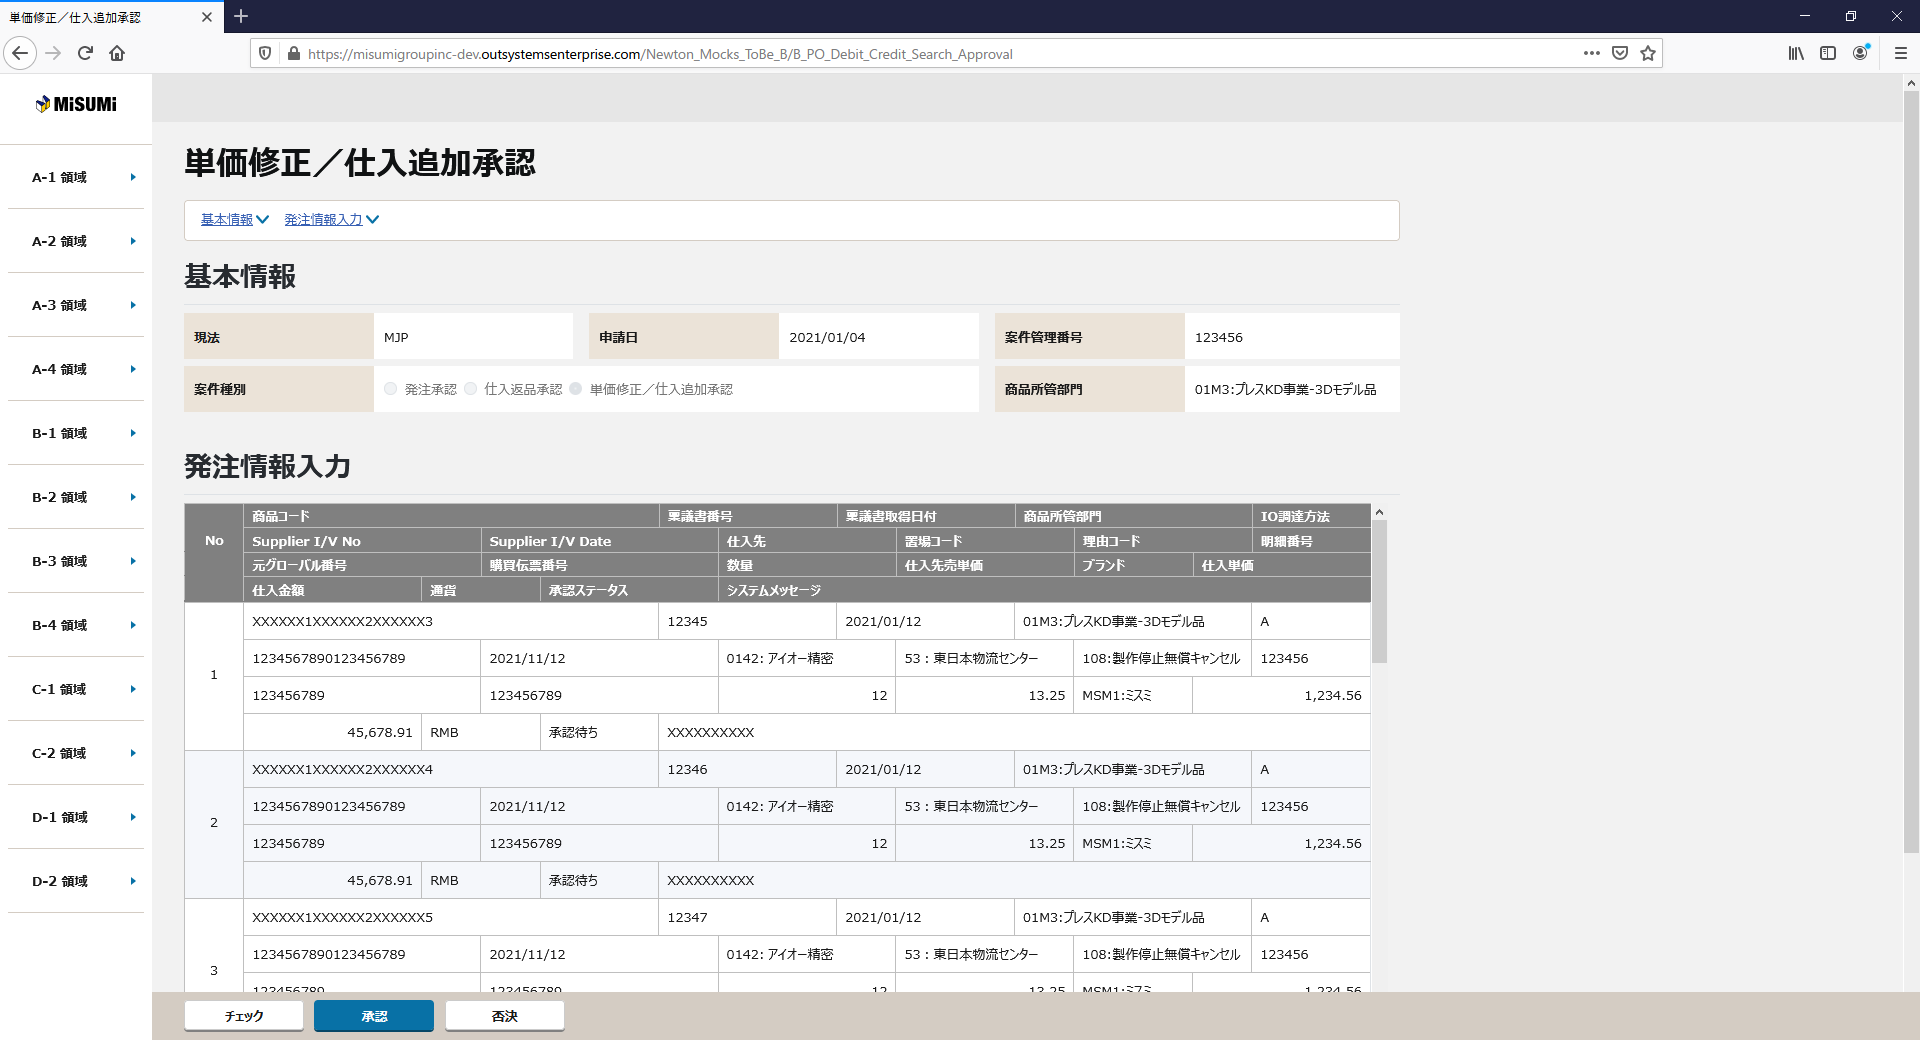 単価修正／仕入追加承認
https://misumigroupinc-dev.outsystemsenterprise.com/Newton_Mocks_ToBe_B/B_PO_Debit_Credit_Search_Approval
MiSUMi
A-1 領域
A-2 領域
A-3 領域
A-4 領域
B-1 領域
B-2 領域
B-3 領域
B-4 領域
C-1 領域
C-2 領域
D-1 領域
D-2 領域
単価修正／仕入追加承認
基本情報 発注情報入力
基本情報
現法 MJP 申請日 2021/01/04 案件管理番号 123456
案件種別 発注承認 仕入返品承認 単価修正／仕入追加承認 商品所管部門 01M3:プレスKD事業-3Dモデル品
発注情報入力
No
商品コード 稟議書番号 稟議書取得日付 商品所管部門 IO調達方法
Supplier I/V No Supplier I/V Date 仕入先 置場コード 理由コード 明細番号
元グローバル番号 購買伝票番号 数量 仕入先売単価 ブランド 仕入単価
仕入金額 通貨 承認ステータス システムメッセージ
1
XXXXXX1XXXXXX2XXXXXX3 12345 2021/01/12 01M3:プレスKD事業-3Dモデル品 A
1234567890123456789 2021/11/12 0142: アイオー精密 53 : 東日本物流センター 108:製作停止無償キャンセル 123456
123456789 123456789 12 13.25 MSM1:ミスミ 1,234.56
45,678.91 RMB 承認待ち XXXXXXXXXX
2
XXXXXX1XXXXXX2XXXXXX4 12346 2021/01/12 01M3:プレスKD事業-3Dモデル品 A
1234567890123456789 2021/11/12 0142: アイオー精密 53 : 東日本物流センター 108:製作停止無償キャンセル 123456
123456789 123456789 12 13.25 MSM1:ミスミ 1,234.56
45,678.91 RMB 承認待ち XXXXXXXXXX
3
XXXXXX1XXXXXX2XXXXXX5 12347 2021/01/12 01M3:プレスKD事業-3Dモデル品 A
1234567890123456789 2021/11/12 0142: アイオー精密 53 : 東日本物流センター 108:製作停止無償キャンセル 123456
123456789 123456789 12 13.25 MSM1:ミスミ 1,234.56
チェック 承認 否決